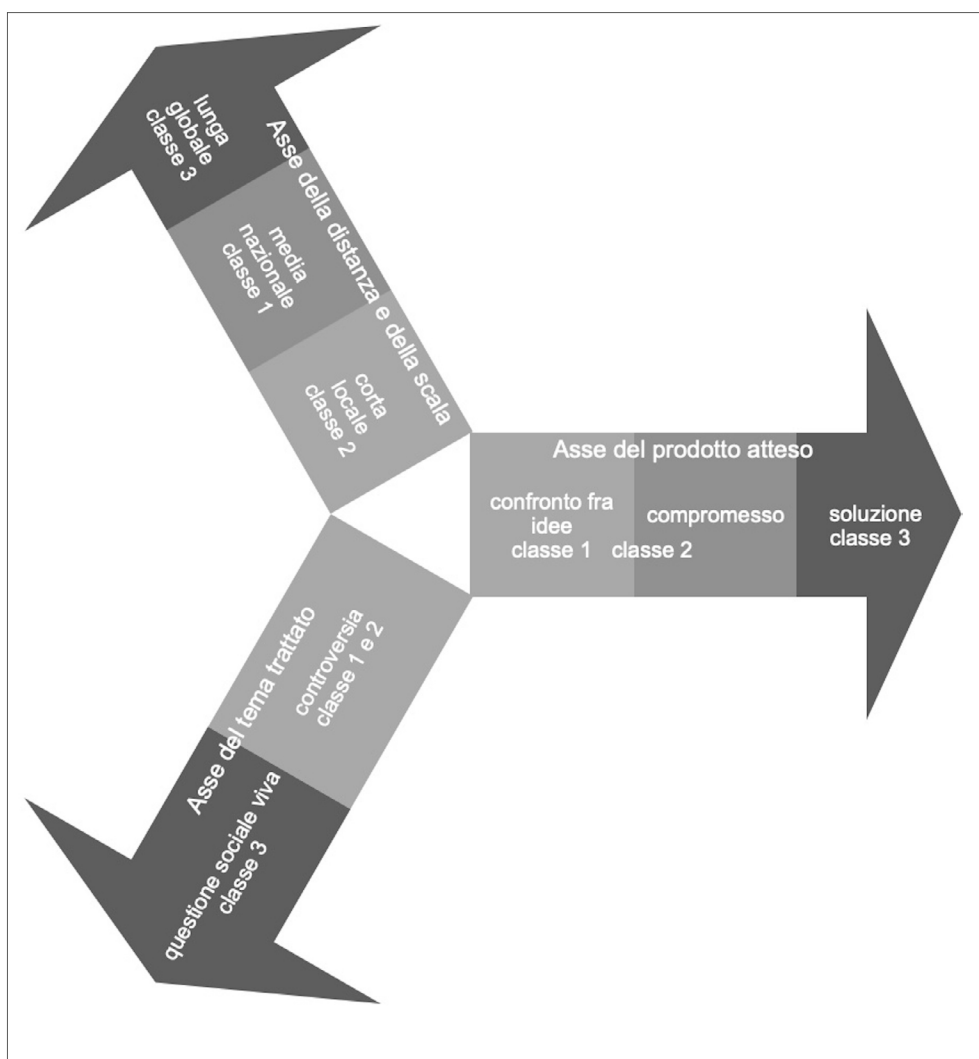 Asse della distanza e della scala
lunga
globale
classe 3
media
nazionale
classe 1
corta
locale
classe 2
Asse del prodotto atteso
confronto fra
idee
classe 1
classe 2
compromesso
soluzione
classe 3
Asse del tema trattato
controversia
classe 1 e 2
questione sociale viva
classe 3